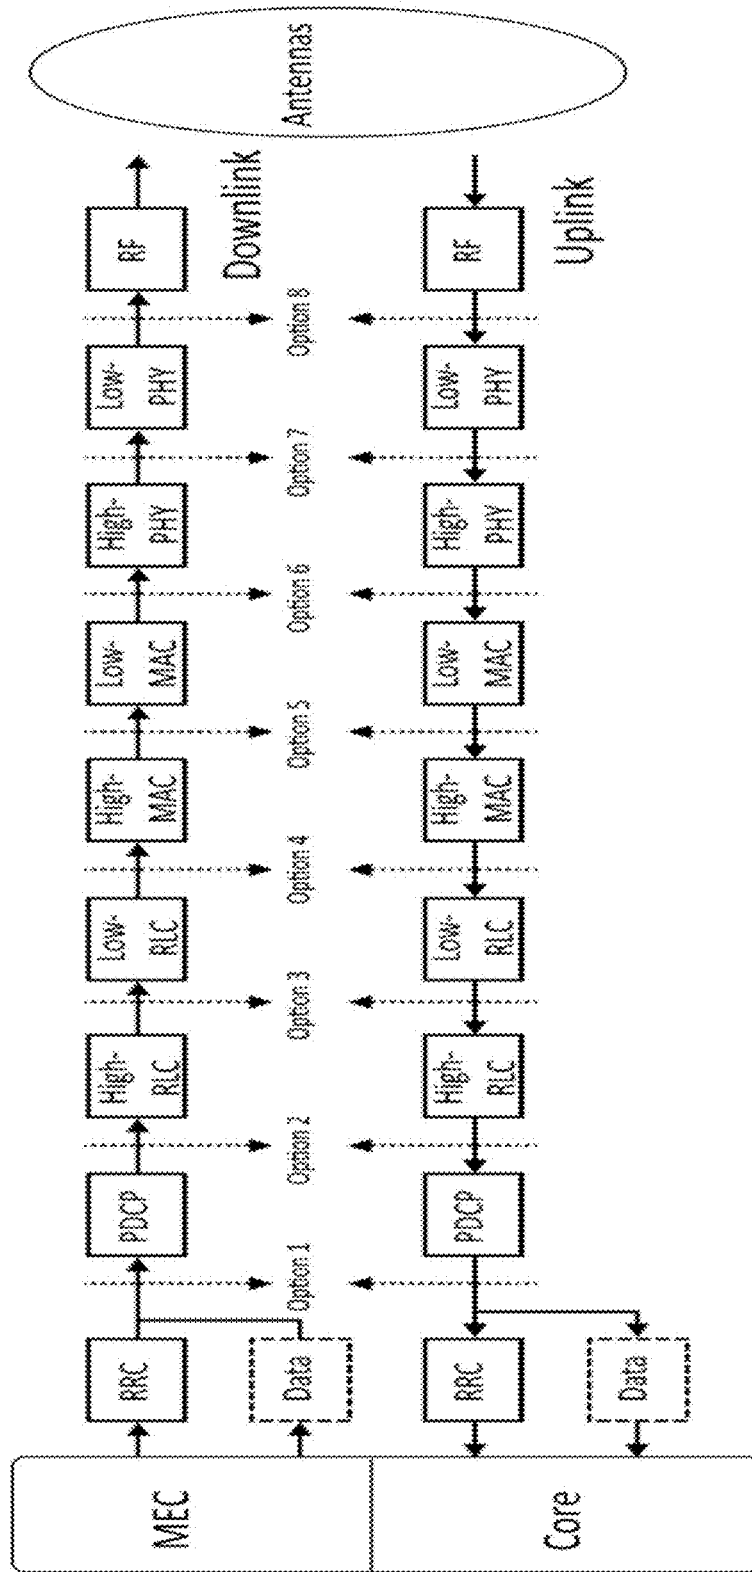 MEC
RRC
Data
PDCP
High-
RLC
Low-
RLC
High-
MAC
Low-
MAC
High-
PHY
Low-
PHY
RF
Downlink
Option 1
Option 2
Option 3
Option 4
Option 5
Option 6
Option 7
Option 8
Antennas
Core
RRC
Data
PDCP
High-
RLC
Low-
RLC
High-
MAC
Low-
MAC
High-
PHY
Low-
PHY
RF
Uplink